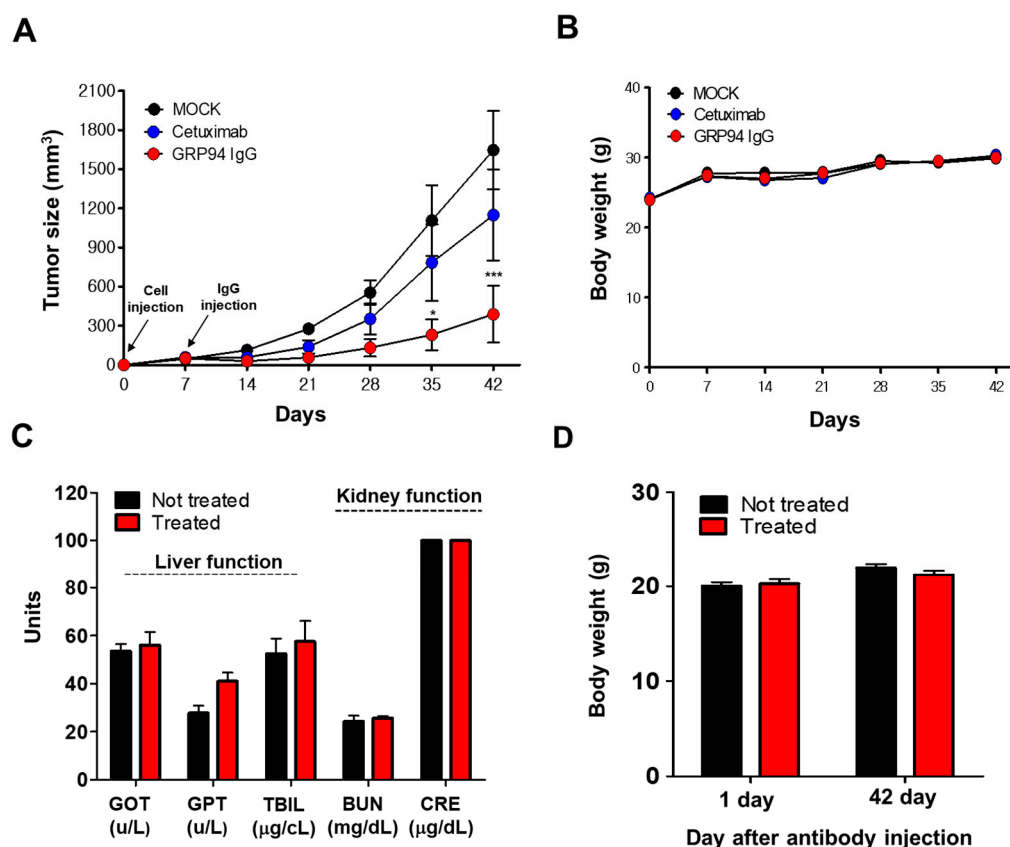 A
Tumor size (mm³)
2100
1800
1500
1200
900
600
300
0
MOCK
Cetuximab
GRP94 IgG
Cell
injection
IgG
injection
*
***
0 7 14 21 28 35 42
Days
B
Body weight (g)
40
30
20
10
0
MOCK
Cetuximab
GRP94 IgG
0 7 14 21 28 35 42
Days
C
Units
120
100
80
60
40
20
0
Not treated
Treated
Liver function
Kidney function
GOT GPT TBIL BUN CRE
(u/L) (u/L) (μg/cL) (mg/dL) (μg/dL)
D
Body weight (g)
30
20
10
0
Not treated
Treated
1 day 42 day
Day after antibody injection